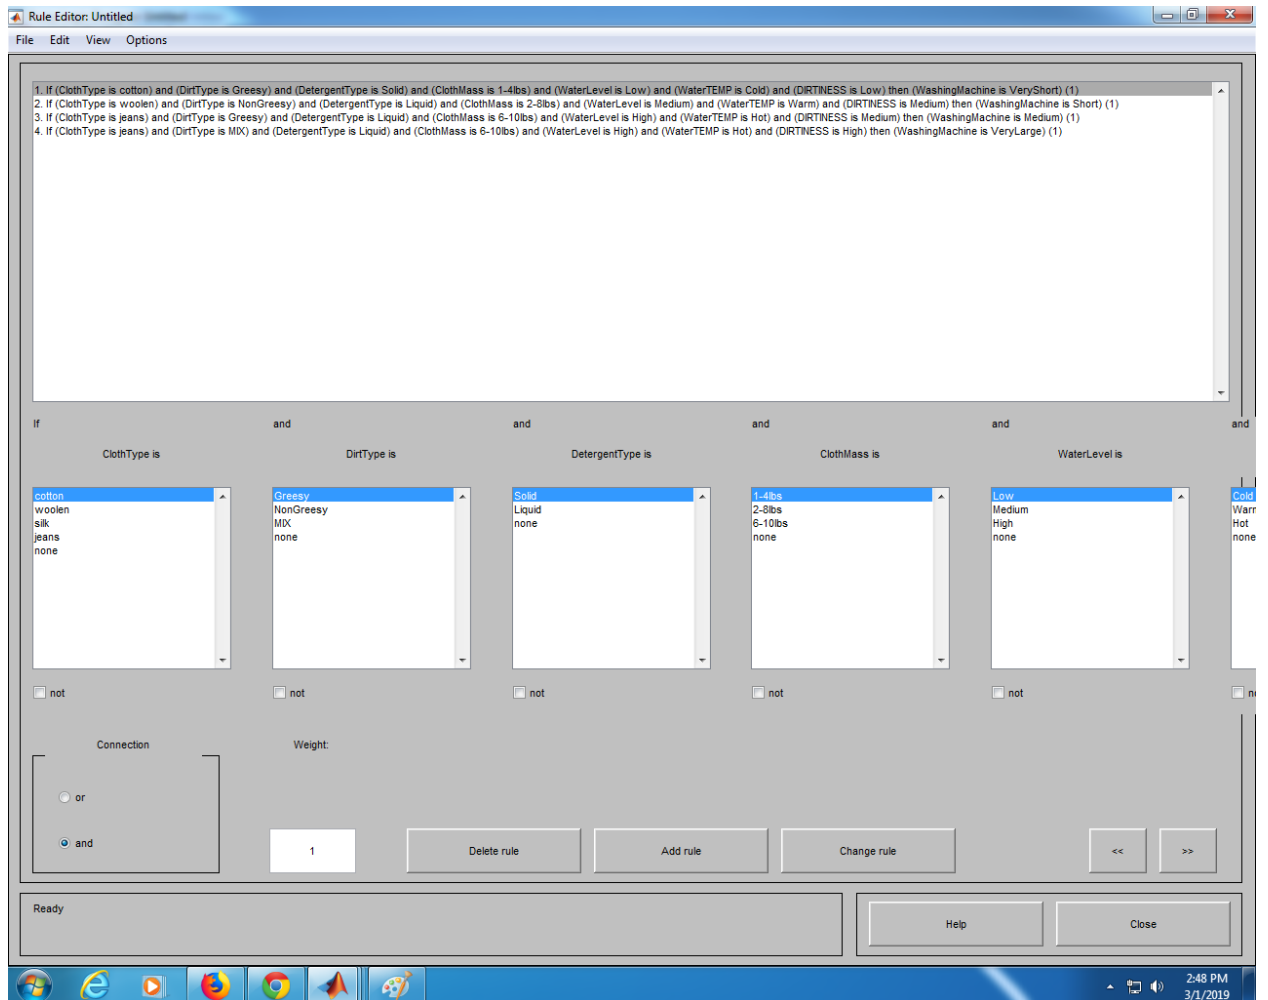 Rule Editor: Untitled
File Edit View Options
1. If (ClothType is cotton) and (DirtType is Greesy) and (DetergentType is Solid) and (ClothMass is 1-4lbs) and (WaterLevel is Low) and (WaterTEMP is Cold) and (DIRTINESS is Low) then (WashingMachine is VeryShort) (1)
2. If (ClothType is woolen) and (DirtType is NonGreesy) and (DetergentType is Liquid) and (ClothMass is 2-8lbs) and (WaterLevel is Medium) and (WaterTEMP is Warm) and (DIRTINESS is Medium) then (WashingMachine is Short) (1)
3. If (ClothType is jeans) and (DirtType is Greesy) and (DetergentType is Liquid) and (ClothMass is 6-10lbs) and (WaterLevel is High) and (WaterTEMP is Hot) and (DIRTINESS is Medium) then (WashingMachine is Medium) (1)
4. If (ClothType is jeans) and (DirtType is MIX) and (DetergentType is Liquid) and (ClothMass is 6-10lbs) and (WaterLevel is High) and (WaterTEMP is Hot) and (DIRTINESS is High) then (WashingMachine is VeryLarge) (1)
If and and and and and
ClothType is DirtType is DetergentType is ClothMass is WaterLevel is
cotton Greesy Solid 1-4lbs Low Cold
woolen NonGreesy Liquid 2-8lbs Medium
silk MIX none 6-10lbs High Hot
jeans none none none none
none
not not not not not
Connection Weight:
or
and 1 Delete rule Add rule Change rule << >>
Ready
Help Close
2:48 PM
3/1/2019